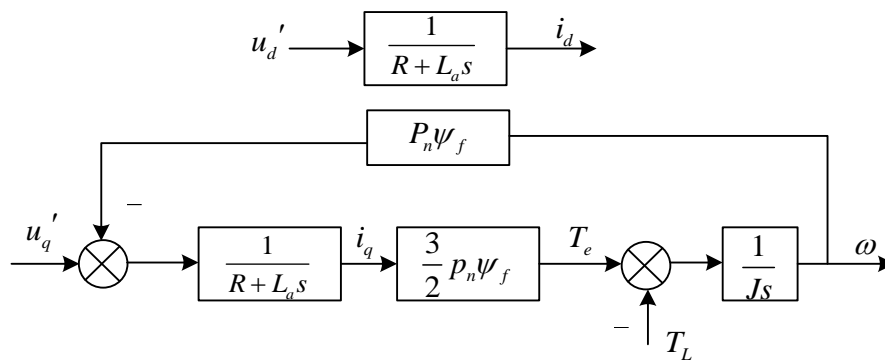 u_d′
1
R + L_a s
i_d
P_n ψ_f
−
u_q′
1
R + L_a s
i_q
3
2
p_n ψ_f
T_e
−
T_L
1
Js
ω